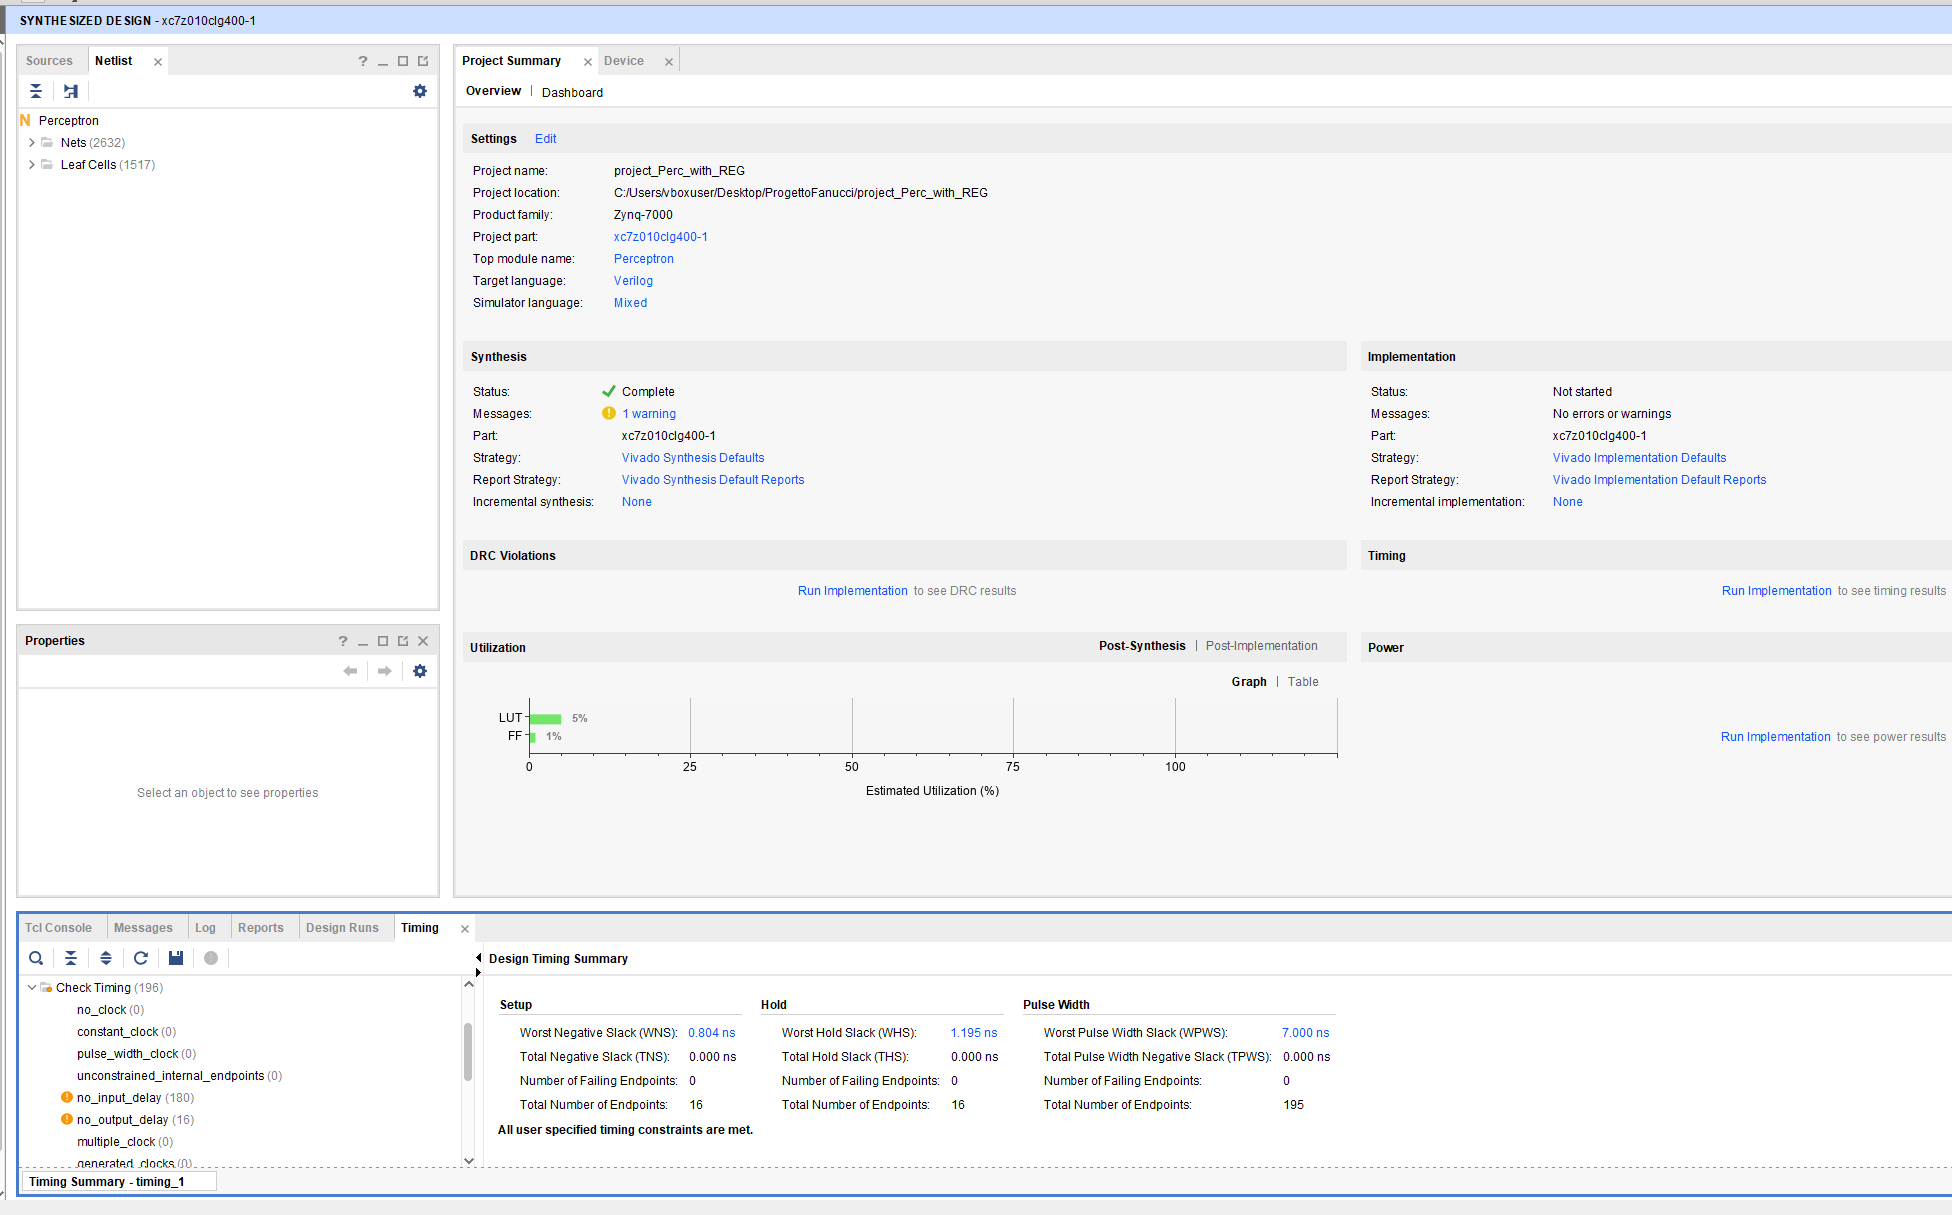 SYNTHESIZED DESIGN - xc7z010clg400-1
Sources
Netlist
Perceptron
Nets (2632)
Leaf Cells (1517)
Properties
Select an object to see properties
Project Summary
Device
Overview | Dashboard
Settings Edit
Project name: project_Perc_with_REG
Project location: C:/Users/vboxuser/Desktop/ProgettoFanucci/project_Perc_with_REG
Product family: Zynq-7000
Project part: xc7z010clg400-1
Top module name: Perceptron
Target language: Verilog
Simulator language: Mixed
Synthesis
Status: Complete
Messages: 1 warning
Part: xc7z010clg400-1
Strategy: Vivado Synthesis Defaults
Report Strategy: Vivado Synthesis Default Reports
Incremental synthesis: None
Implementation
Status: Not started
Messages: No errors or warnings
Part: xc7z010clg400-1
Strategy: Vivado Implementation Defaults
Report Strategy: Vivado Implementation Default Reports
Incremental implementation: None
DRC Violations
Run Implementation to see DRC results
Timing
Run Implementation to see timing results
Utilization
Post-Synthesis | Post-Implementation
Graph | Table
LUT 5%
FF 1%
0 25 50 75 100
Estimated Utilization (%)
Power
Run Implementation to see power results
Tcl Console
Messages
Log
Reports
Design Runs
Timing
Check Timing (196)
no_clock (0)
constant_clock (0)
pulse_width_clock (0)
unconstrained_internal_endpoints (0)
no_input_delay (180)
no_output_delay (16)
multiple_clock (0)
generated_clocks (0)
Timing Summary - timing_1
Design Timing Summary
Setup
Worst Negative Slack (WNS): 0.804 ns
Total Negative Slack (TNS): 0.000 ns
Number of Failing Endpoints: 0
Total Number of Endpoints: 16
Hold
Worst Hold Slack (WHS): 1.195 ns
Total Hold Slack (THS): 0.000 ns
Number of Failing Endpoints: 0
Total Number of Endpoints: 16
Pulse Width
Worst Pulse Width Slack (WPWS): 7.000 ns
Total Pulse Width Negative Slack (TPWS): 0.000 ns
Number of Failing Endpoints: 0
Total Number of Endpoints: 195
All user specified timing constraints are met.